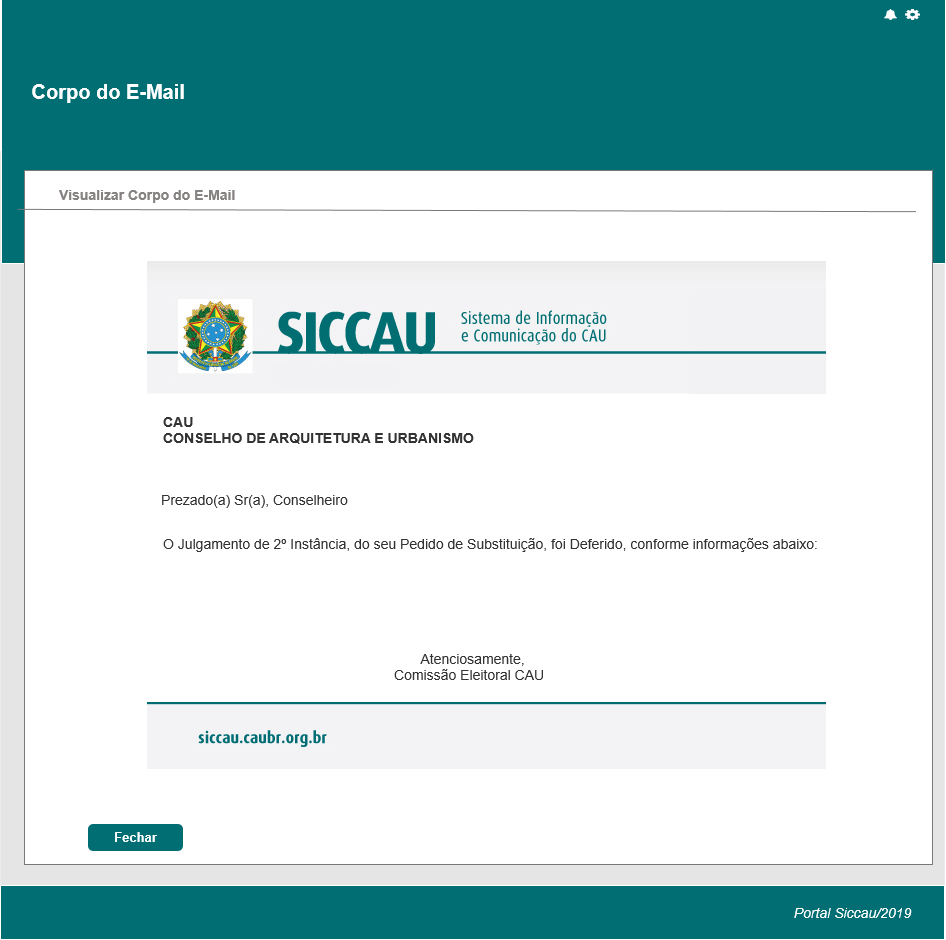 Corpo do E-Mail
Visualizar Corpo do E-Mail
SICCAU
Sistema de Informação
e Comunicação do CAU
CAU
CONSELHO DE ARQUITETURA E URBANISMO
Prezado(a) Sr(a), Conselheiro
O Julgamento de 2º Instância, do seu Pedido de Substituição, foi Deferido, conforme informações abaixo:
Atenciosamente,
Comissão Eleitoral CAU
siccau.caubr.org.br
Fechar
Portal Siccau/2019